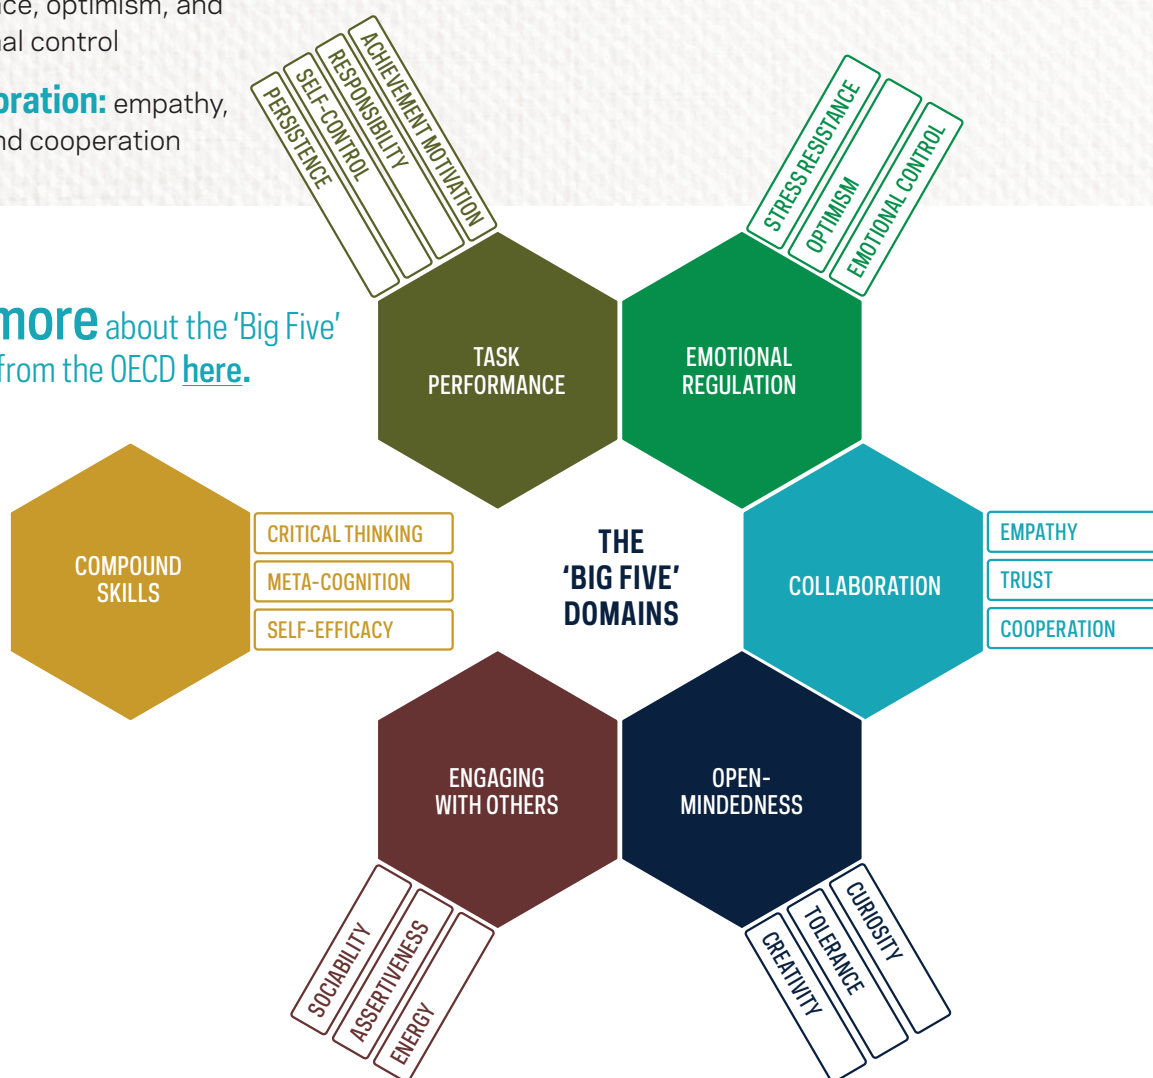 ce, optimism, and
al control
oration: empathy,
nd cooperation
more about the ‘Big Five’
from the OECD here.
PERSISTENCE
SELF-CONTROL
RESPONSIBLITY
ACHIEVEMENT MOTIVATION
STRESS RESISTANCE
OPTIMISM
EMOTIONAL CONTROL
TASK
PERFORMANCE
EMOTIONAL
REGULATION
COMPOUND
SKILLS
CRITICAL THINKING
META-COGNITION
SELF-EFFICACY
THE
‘BIG FIVE’
DOMAINS
COLLABORATION
EMPATHY
TRUST
COOPERATION
ENGAGING
WITH OTHERS
OPEN-
MINDEDNESS
SOCIABILITY
ASSERTIVENESS
ENERGY
CREATIVITY
TOLERANCE
CURIOSITY